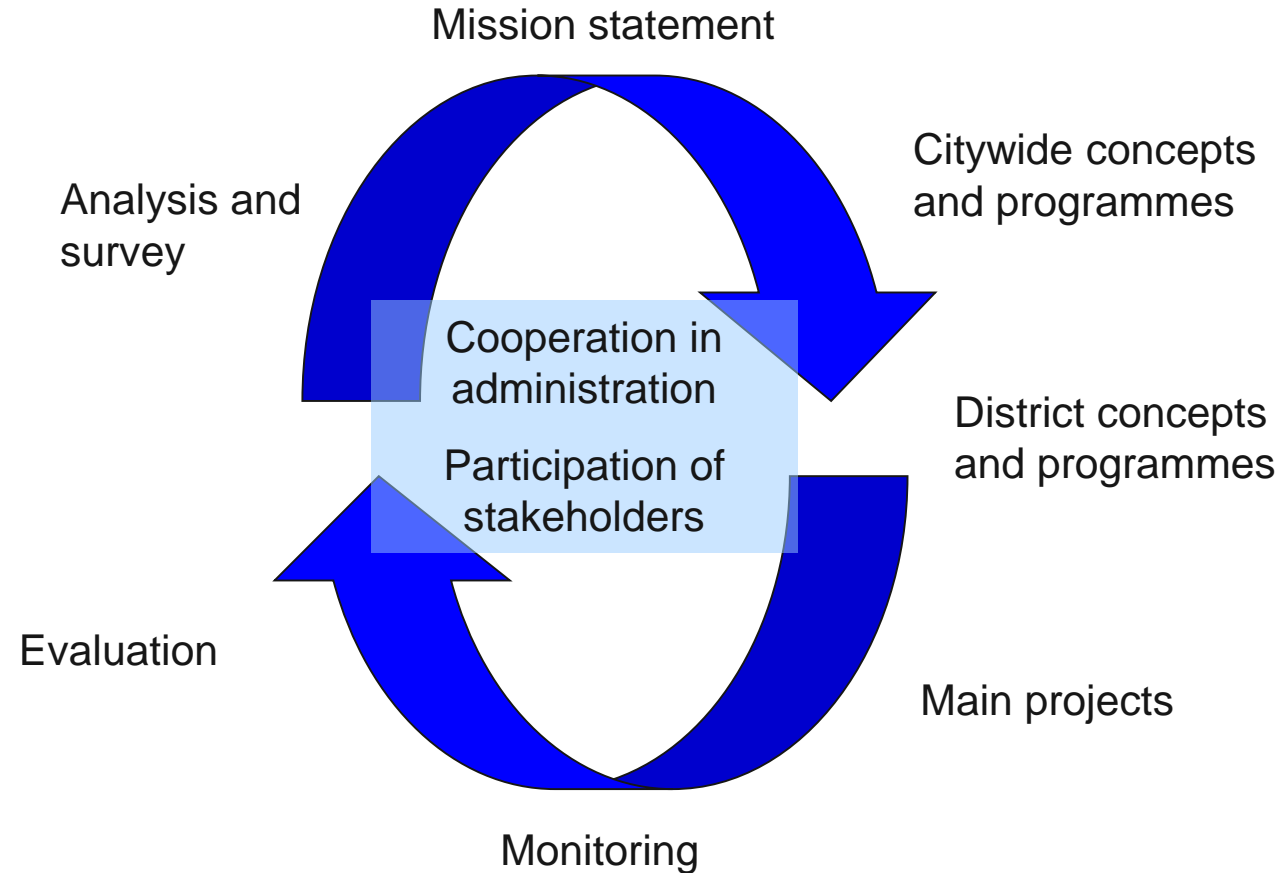 Mission statement
Citywide concepts
and programmes
Analysis and
survey
Cooperation in
administration
District concepts
and programmes
Participation of
stakeholders
Evaluation
Main projects
Monitoring